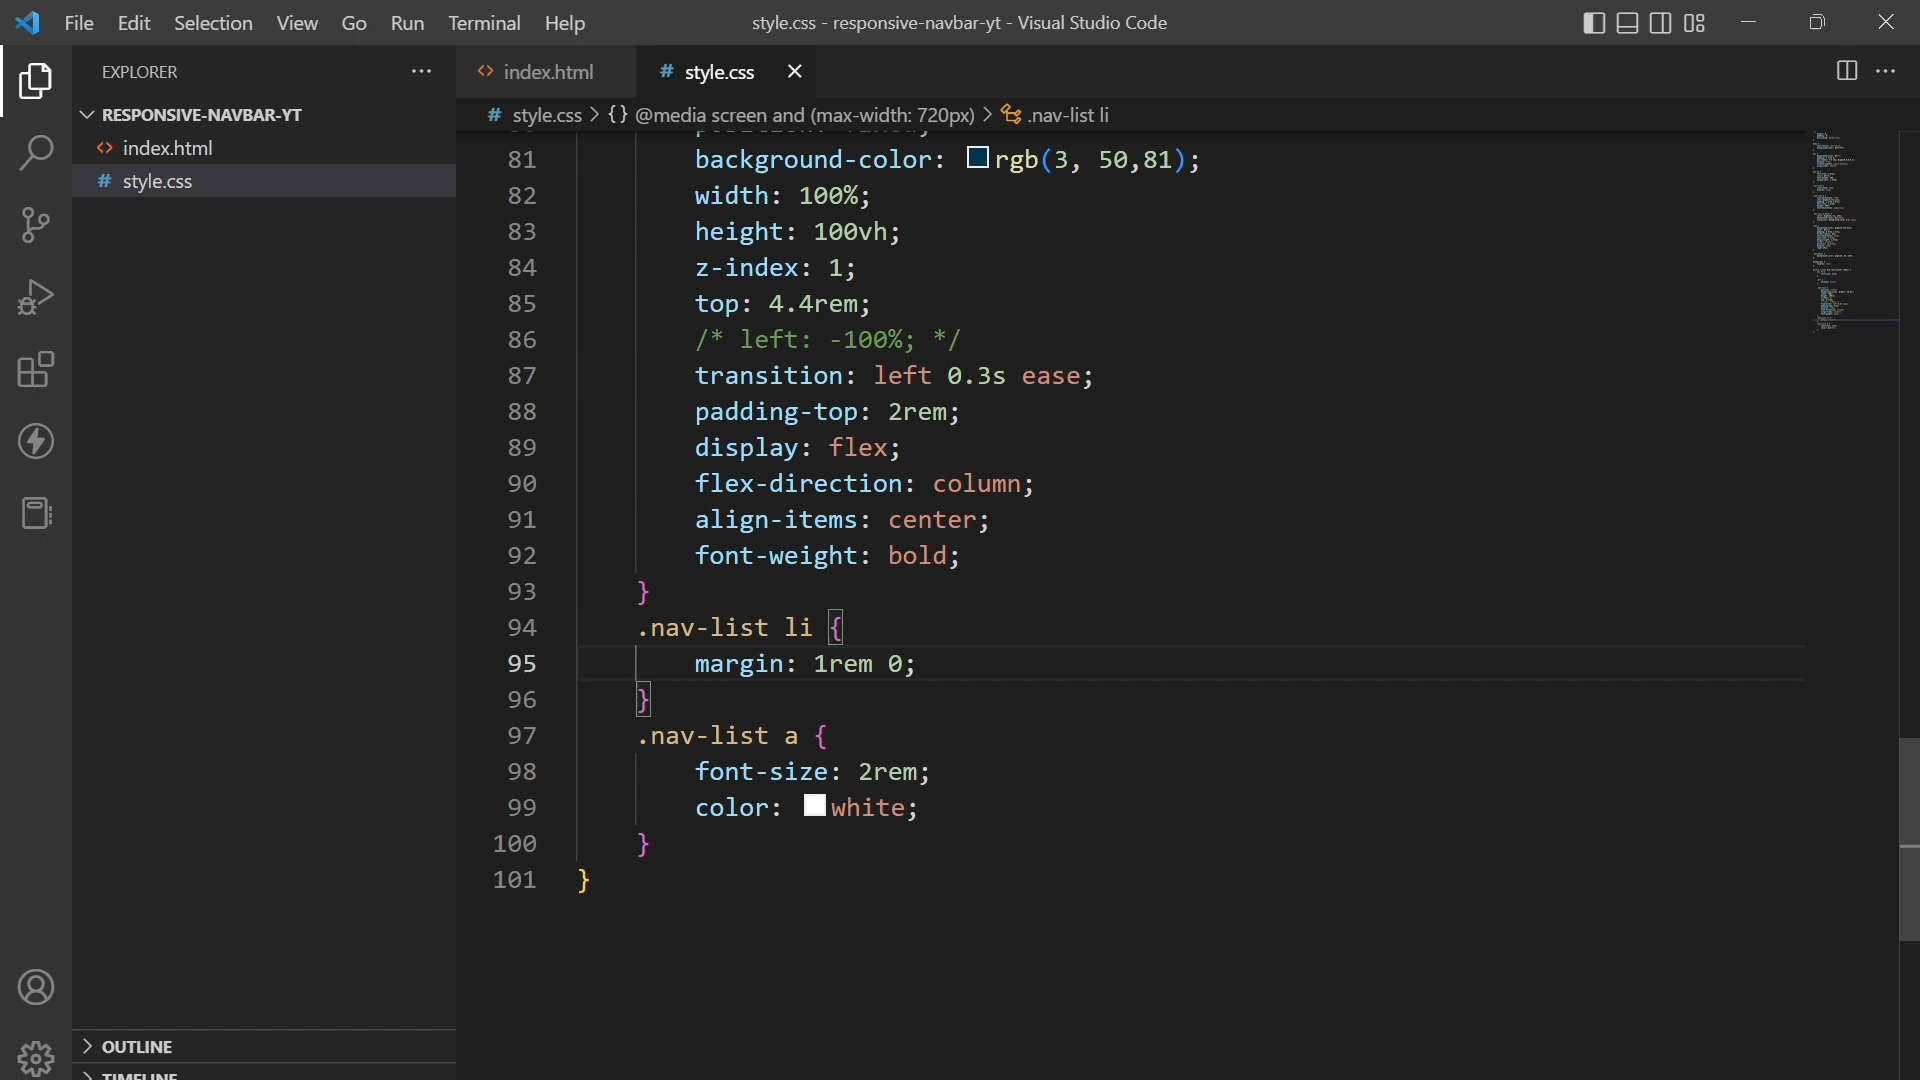 File Edit Selection View Go Run Terminal Help
style.css - responsive-navbar-yt - Visual Studio Code
EXPLORER
RESPONSIVE-NAVBAR-YT
<> index.html
# style.css
<> index.html
# style.css
# style.css > {} @media screen and (max-width: 720px) > .nav-list li
81 background-color: rgb(3, 50,81);
82 width: 100%;
83 height: 100vh;
84 z-index: 1;
85 top: 4.4rem;
86 /* left: -100%; */
87 transition: left 0.3s ease;
88 padding-top: 2rem;
89 display: flex;
90 flex-direction: column;
91 align-items: center;
92 font-weight: bold;
93 }
94 .nav-list li {
95 margin: 1rem 0;
96 }
97 .nav-list a {
98 font-size: 2rem;
99 color: white;
100 }
101 }
OUTLINE
TIMELINE